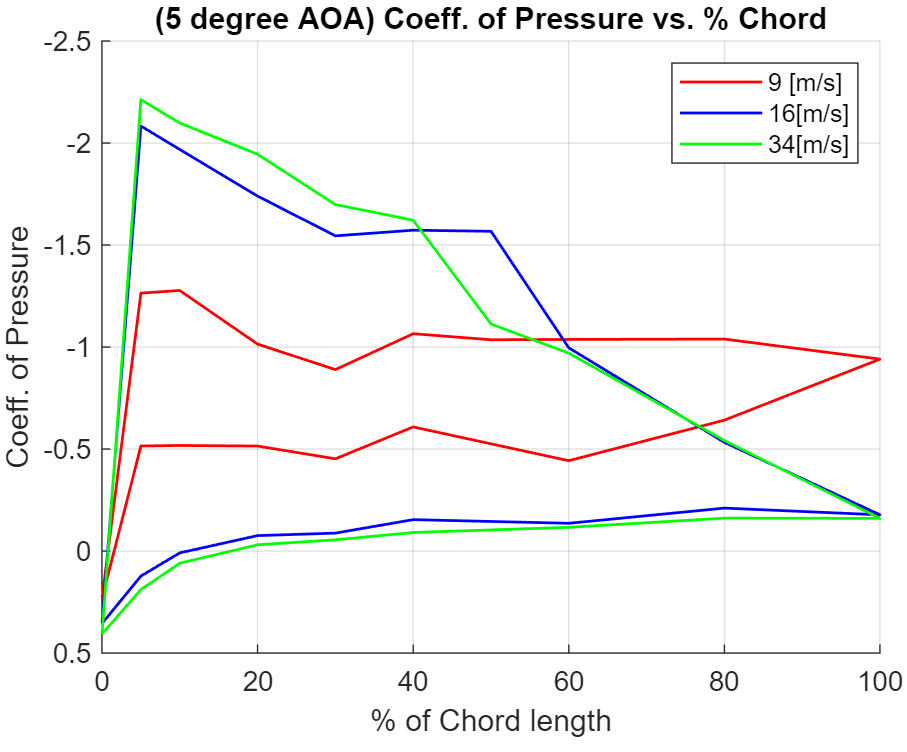 (5 degree AOA) Coeff. of Pressure vs. % Chord
-2.5
-2
-1.5
-1
-0.5
0
0.5
Coeff. of Pressure
9 [m/s]
16[m/s]
34[m/s]
0 20 40 60 80 100
% of Chord length